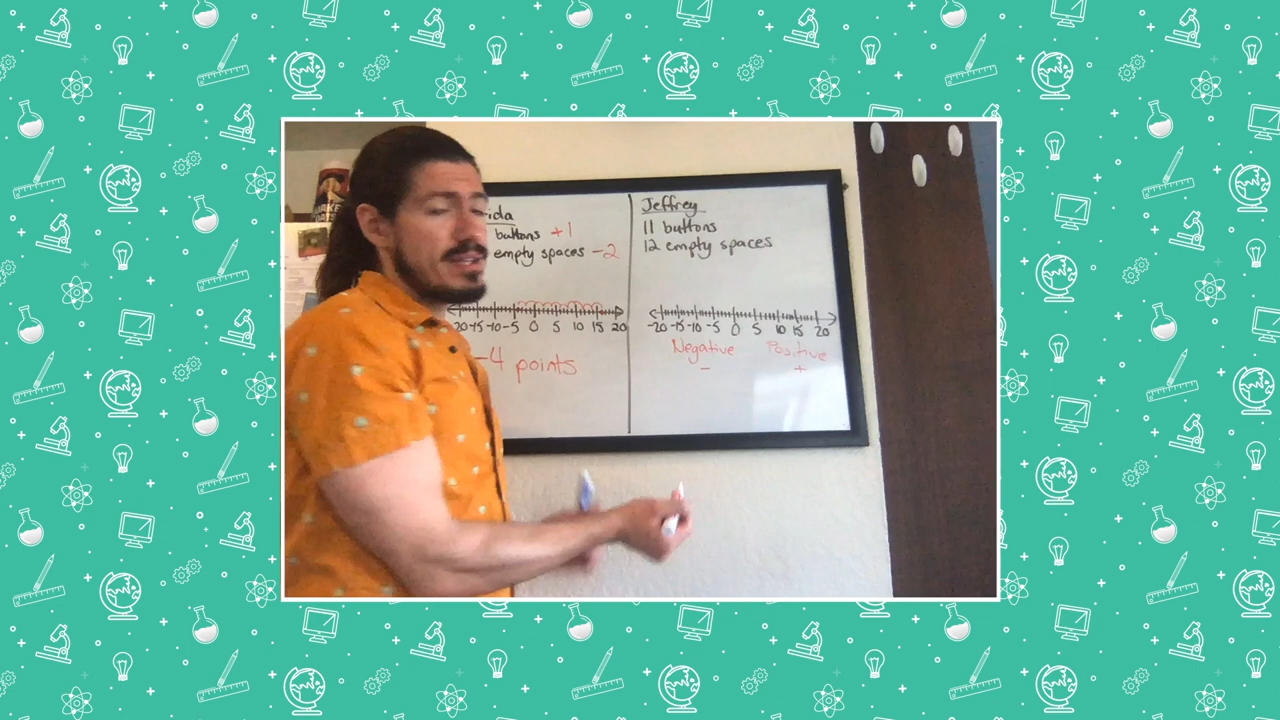 ida
buttons +1
empty spaces -2
20 -15 -10 -5 0 5 10 15 20
-4 points
Jeffrey
11 buttons
12 empty spaces
-20 -15 -10 -5 0 5 10 15 20
Negative Positive
- +